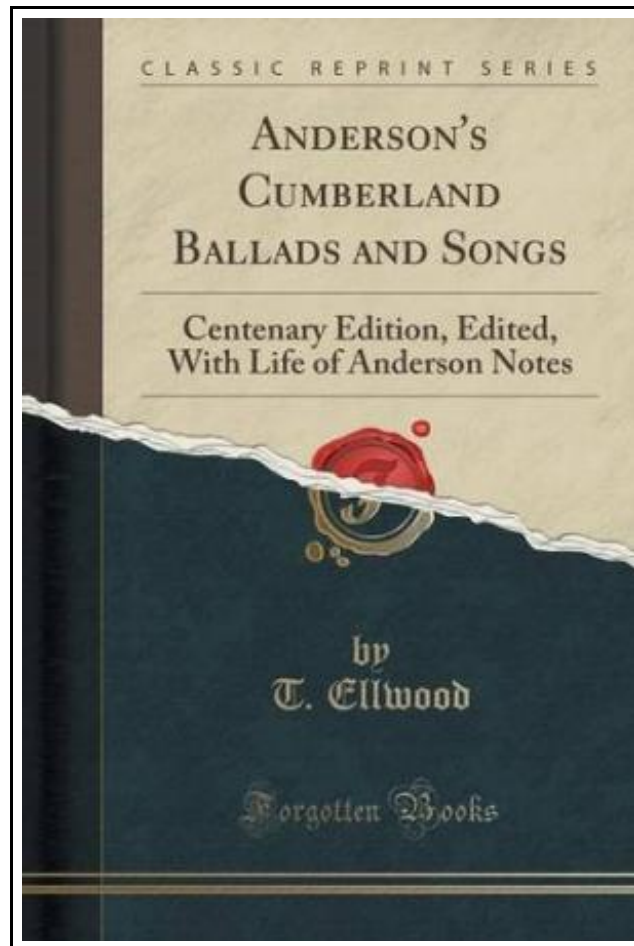 CLASSIC REPRINT SERIES
ANDERSON'S
CUMBERLAND
BALLADS AND SONGS
Centenary Edition, Edited,
With Life of Anderson Notes
F
by
T. Ellwood
Forgotten Books